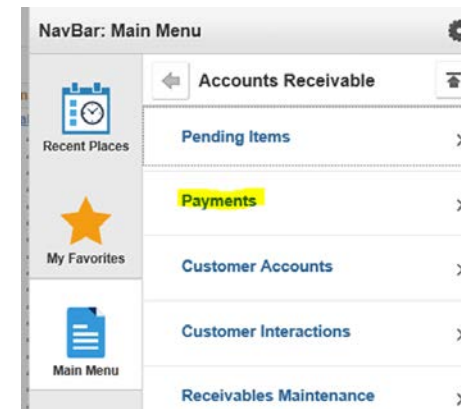 NavBar: Main Menu
Accounts Receivable
Recent Places
Pending Items
Payments
My Favorites
Customer Accounts
Customer Interactions
Main Menu
Receivables Maintenance